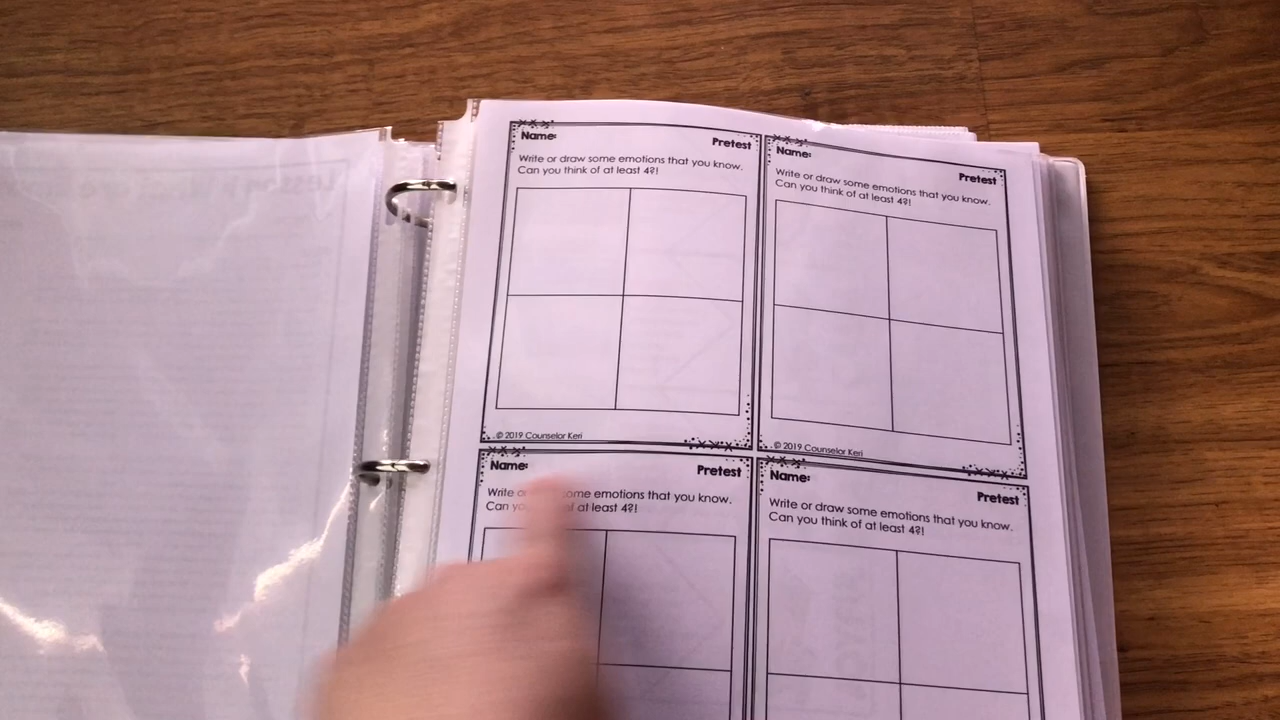 Name:
Pretest
Write or draw some emotions that you know.
Can you think of at least 4?!
© 2019 Counselor Keri
Name:
Pretest
Write or draw some emotions that you know.
Can you think of at least 4?!
© 2019 Counselor Keri
Name:
Pretest
Write or some emotions that you know.
Can of at least 4?!
Name:
Pretest
Write or draw some emotions that you know.
Can you think of at least 4?!